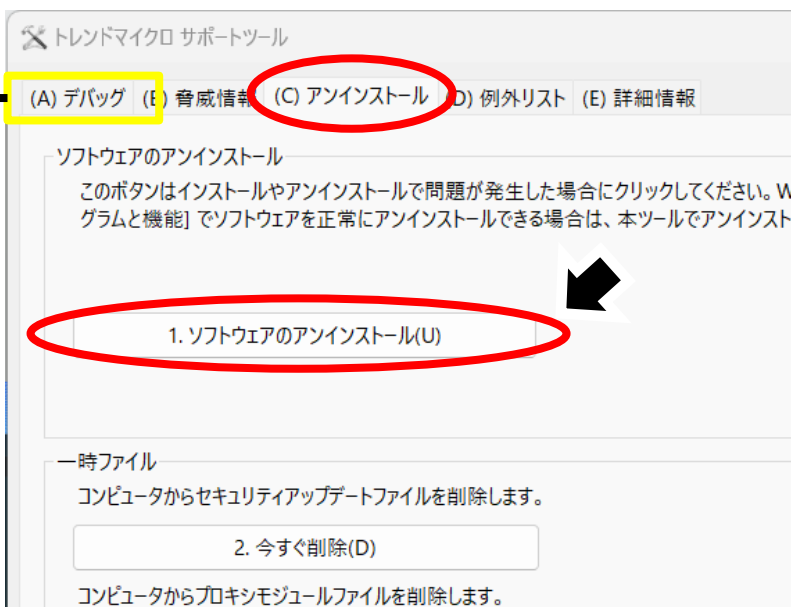 トレンドマイクロ サポートツール
(A) デバッグ (B) 脅威情報 (C) アンインストール (D) 例外リスト (E) 詳細情報
ソフトウェアのアンインストール
このボタンはインストールやアンインストールで問題が発生した場合にクリックしてください。W
グラムと機能] でソフトウェアを正常にアンインストールできる場合は、本ツールでアンインスト
1. ソフトウェアのアンインストール(U)
一時ファイル
コンピュータからセキュリティアップデートファイルを削除します。
2. 今すぐ削除(D)
コンピュータからプロキシモジュールファイルを削除します。